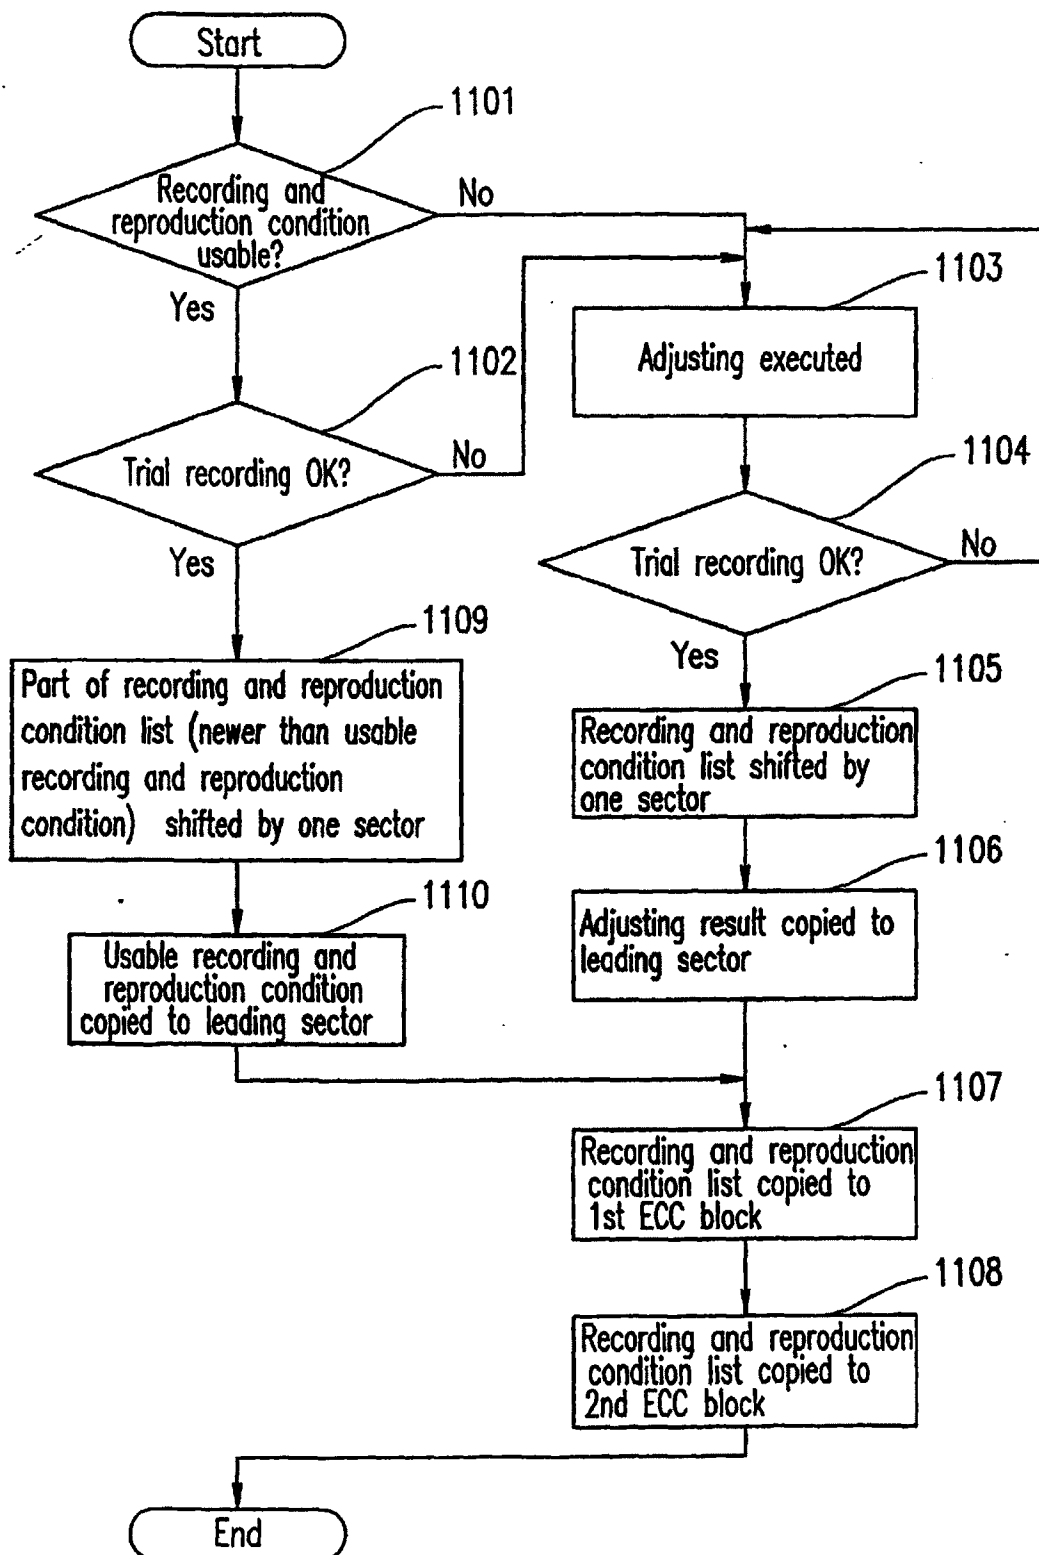 Start
1101
Recording and
reproduction condition
usable?
No
Yes
1102
Trial recording OK?
No
Yes
1103
Adjusting executed
1104
Trial recording OK?
No
Yes
1109
Part of recording and reproduction
condition list (newer than usable
recording and reproduction
condition) shifted by one sector
1105
Recording and reproduction
condition list shifted by
one sector
1110
Usable recording and
reproduction condition
copied to leading sector
1106
Adjusting result copied to
leading sector
1107
Recording and reproduction
condition list copied to
1st ECC block
1108
Recording and reproduction
condition list copied to
2nd ECC block
End